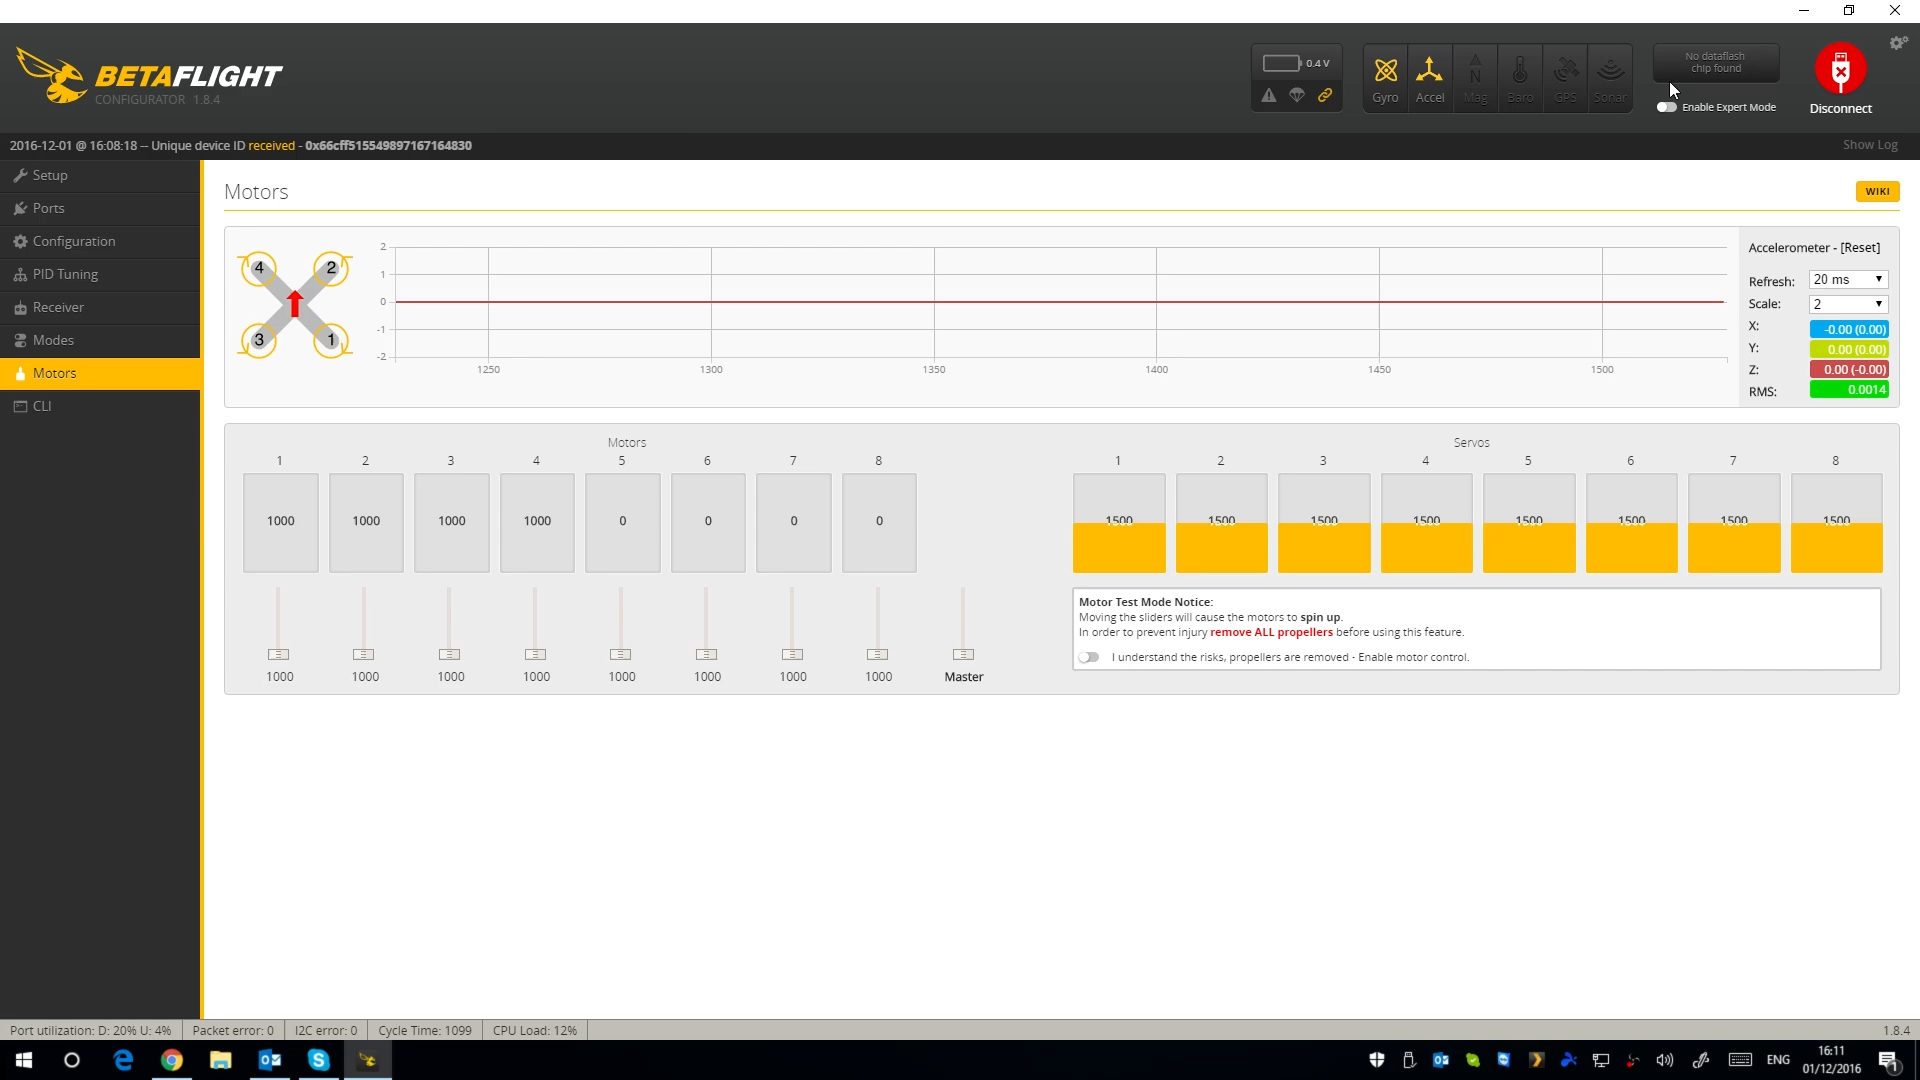 BETAFLIGHT
CONFIGURATOR 1.8.4
0.4 V
Gyro Accel Mag Baro GPS Sonar
No dataflash
chip found
Enable Expert Mode
Disconnect
2016-12-01 @ 16:08:18 -- Unique device ID received - 0x66cff515549897167164830
Show Log
Setup
Ports
Configuration
PID Tuning
Receiver
Modes
Motors
CLI
Motors
WIKI
4 2
3 1
2
1
0
-1
-2
1250 1300 1350 1400 1450 1500
Accelerometer - [Reset]
Refresh: 20 ms
Scale: 2
X: -0.00 (0.00)
Y: 0.00 (0.00)
Z: 0.00 (-0.00)
RMS: 0.0014
Motors
1 2 3 4 5 6 7 8
1000 1000 1000 1000 0 0 0 0
1000 1000 1000 1000 1000 1000 1000 1000 Master
Servos
1 2 3 4 5 6 7 8
1500 1500 1500 1500 1500 1500 1500 1500
Motor Test Mode Notice:
Moving the sliders will cause the motors to spin up.
In order to prevent injury remove ALL propellers before using this feature.
I understand the risks, propellers are removed - Enable motor control.
Port utilization: D: 20% U: 4% Packet error: 0 I2C error: 0 Cycle Time: 1099 CPU Load: 12% 1.8.4
ENG
16:11
01/12/2016
1